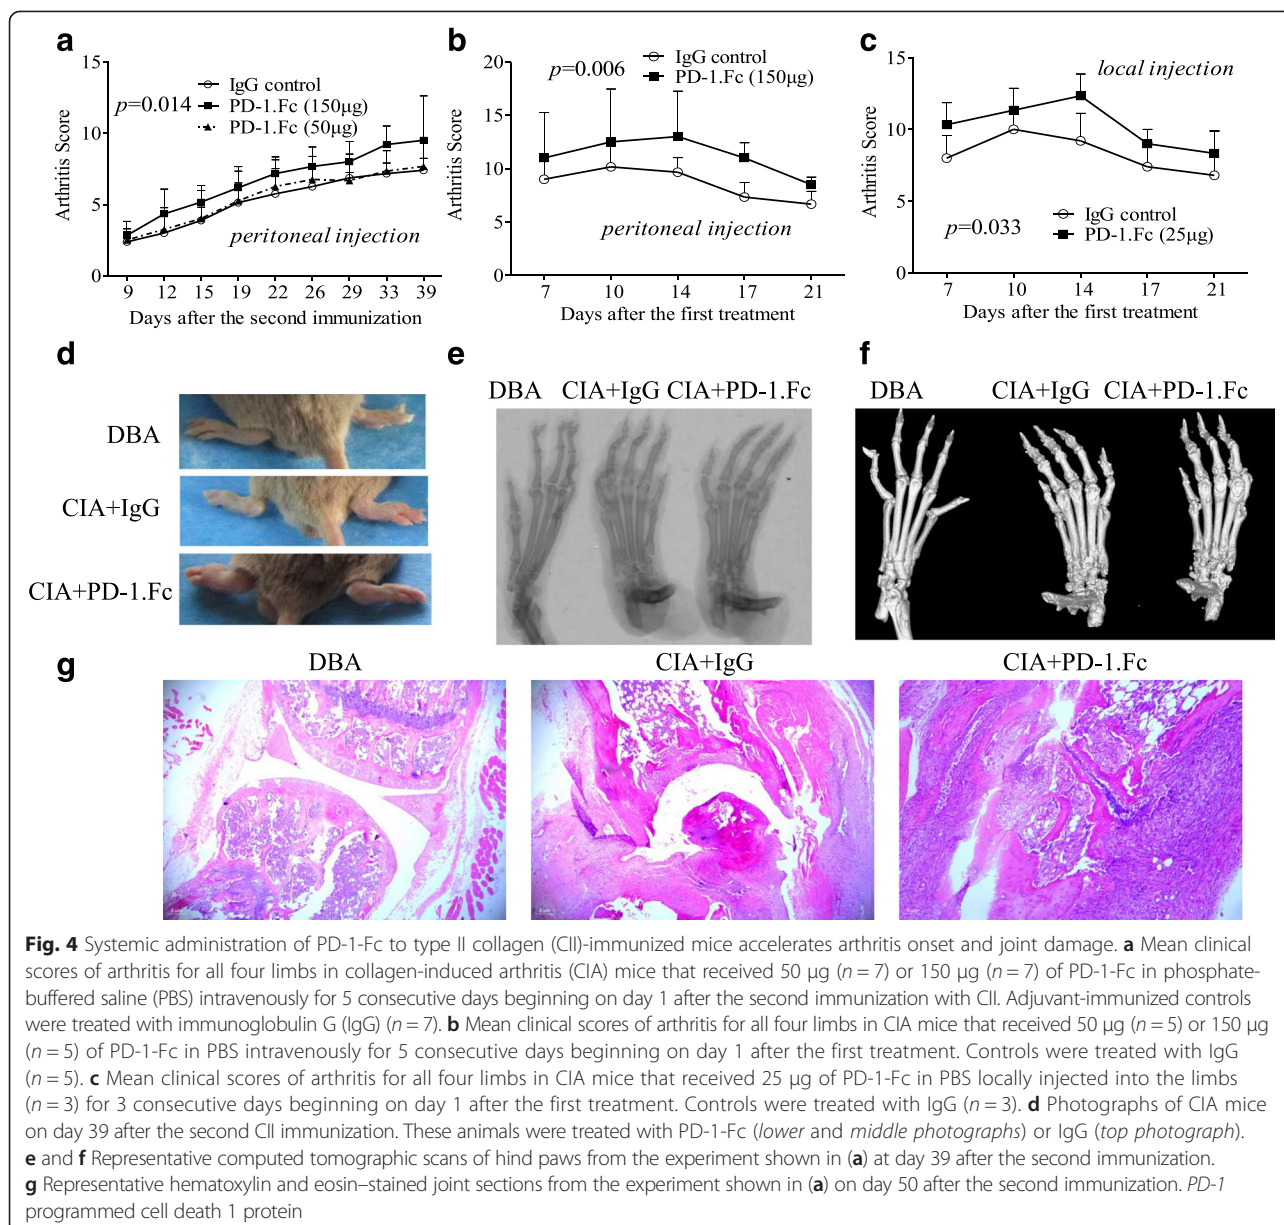 a
15
10
5
0
Arthritis Score
p=0.014
IgG control
PD-1.Fc (150μg)
PD-1.Fc (50μg)
peritoneal injection
9 12 15 19 22 26 29 33 39
Days after the second immunization
b
20
15
10
5
0
Arthritis Score
p=0.006
IgG control
PD-1.Fc (150μg)
peritoneal injection
7 10 14 17 21
Days after the first treatment
c
15
10
5
0
Arthritis Score
local injection
IgG control
PD-1.Fc (25μg)
p=0.033
7 10 14 17 21
Days after the first treatment
d
DBA
CIA+IgG
CIA+PD-1.Fc
e
DBA CIA+IgG CIA+PD-1.Fc
f
DBA CIA+IgG CIA+PD-1.Fc
g
DBA CIA+IgG CIA+PD-1.Fc
Fig. 4 Systemic administration of PD-1-Fc to type II collagen (CII)-immunized mice accelerates arthritis onset and joint damage. a Mean clinical
scores of arthritis for all four limbs in collagen-induced arthritis (CIA) mice that received 50 μg (n = 7) or 150 μg (n = 7) of PD-1-Fc in phosphate-
buffered saline (PBS) intravenously for 5 consecutive days beginning on day 1 after the second immunization with CII. Adjuvant-immunized controls
were treated with immunoglobulin G (IgG) (n = 7). b Mean clinical scores of arthritis for all four limbs in CIA mice that received 50 μg (n = 5) or 150 μg
(n = 5) of PD-1-Fc in PBS intravenously for 5 consecutive days beginning on day 1 after the first treatment. Controls were treated with IgG
(n = 5). c Mean clinical scores of arthritis for all four limbs in CIA mice that received 25 μg of PD-1-Fc in PBS locally injected into the limbs
(n = 3) for 3 consecutive days beginning on day 1 after the first treatment. Controls were treated with IgG (n = 3). d Photographs of CIA mice
on day 39 after the second CII immunization. These animals were treated with PD-1-Fc (lower and middle photographs) or IgG (top photograph).
e and f Representative computed tomographic scans of hind paws from the experiment shown in (a) at day 39 after the second immunization.
g Representative hematoxylin and eosin–stained joint sections from the experiment shown in (a) on day 50 after the second immunization. PD-1
programmed cell death 1 protein